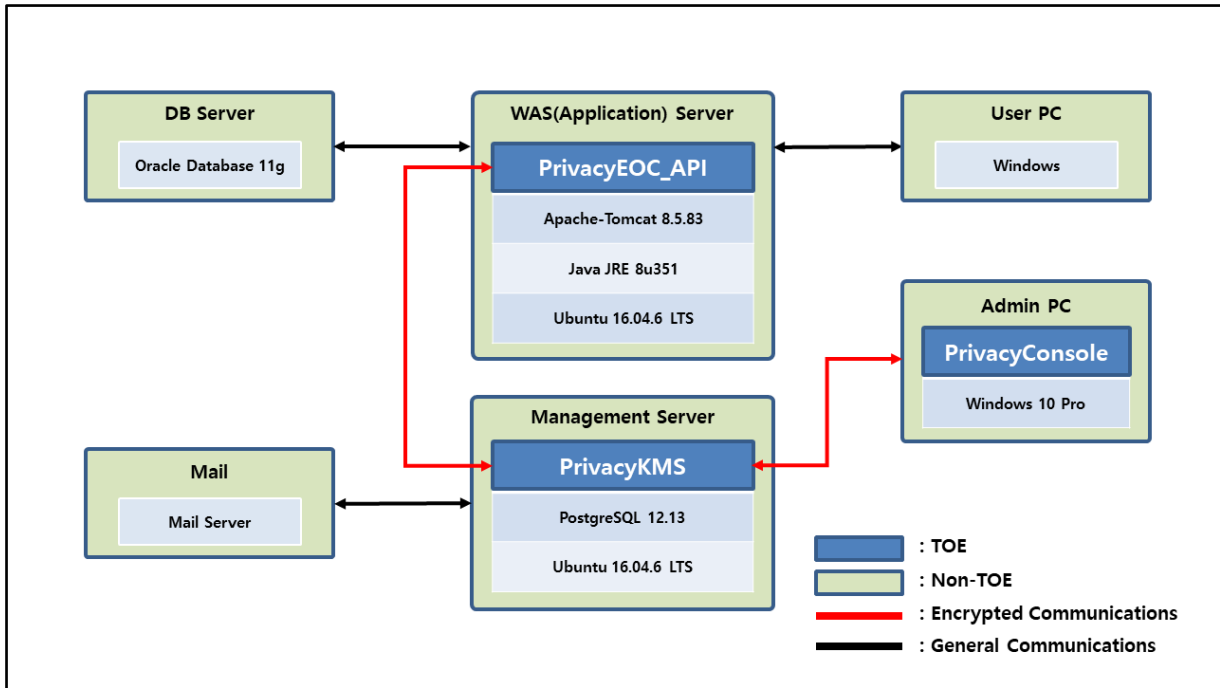 DB Server
Oracle Database 11g
WAS(Application) Server
PrivacyEOC_API
Apache-Tomcat 8.5.83
Java JRE 8u351
Ubuntu 16.04.6 LTS
User PC
Windows
Admin PC
PrivacyConsole
Windows 10 Pro
Management Server
PrivacyKMS
PostgreSQL 12.13
Ubuntu 16.04.6 LTS
Mail
Mail Server
: TOE
: Non-TOE
: Encrypted Communications
: General Communications